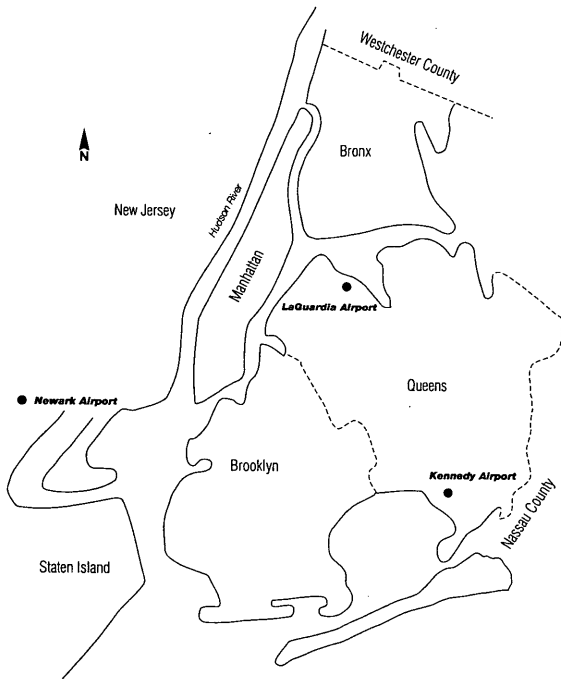 Westchester County
Bronx
N
New Jersey
Hudson River
Manhattan
LaGuardia Airport
Queens
Newark Airport
Brooklyn
Kennedy Airport
Nassau County
Staten Island